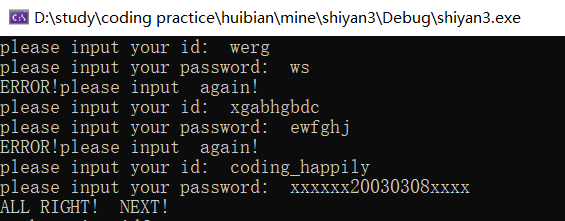 D:\study\coding practice\huibian\mine\shiyan3\Debug\shiyan3.exe
please input your id:  werg
please input your password:  ws
ERROR!please input  again!
please input your id:  xgabhgbdc
please input your password:  ewfghj
ERROR!please input  again!
please input your id:  coding_happily
please input your password:  xxxxxx20030308xxxx
ALL RIGHT!  NEXT!